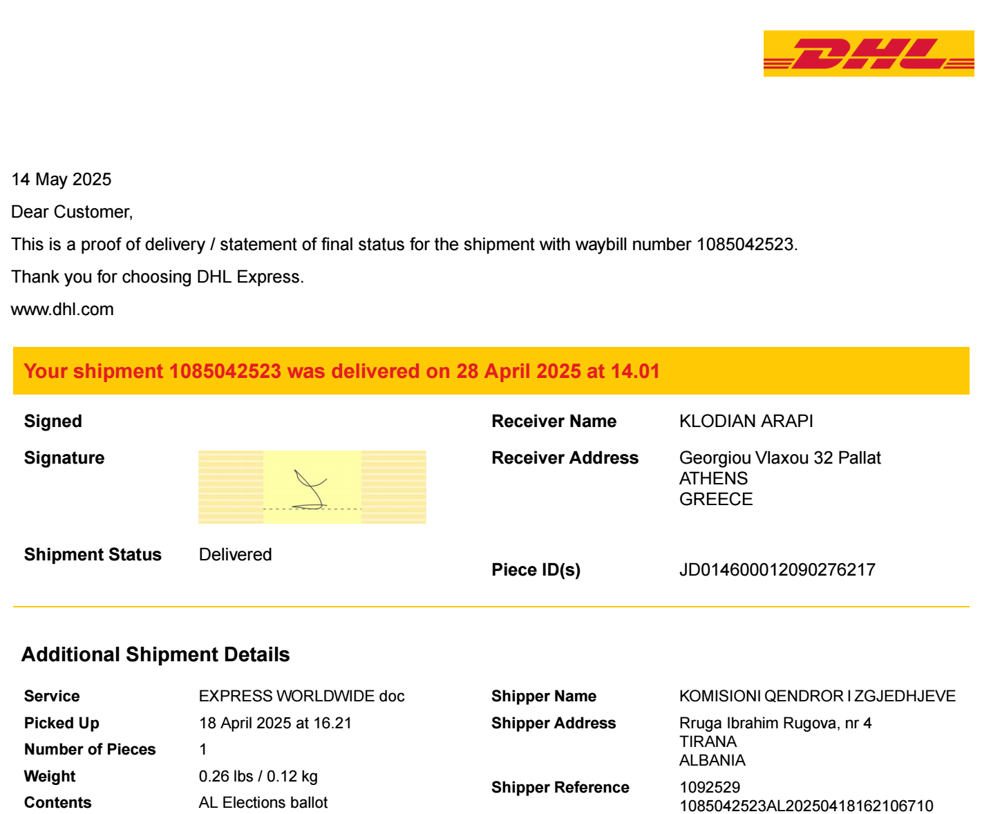 DHL
14 May 2025
Dear Customer,
This is a proof of delivery / statement of final status for the shipment with waybill number 1085042523.
Thank you for choosing DHL Express.
www.dhl.com
Your shipment 1085042523 was delivered on 28 April 2025 at 14.01
Signed
Receiver Name KLODIAN ARAPI
Signature
Receiver Address Georgiou Vlaxou 32 Pallat
ATHENS
GREECE
Shipment Status Delivered
Piece ID(s) JD014600012090276217
Additional Shipment Details
Service EXPRESS WORLDWIDE doc
Shipper Name KOMISIONI QENDROR I ZGJEDHJEVE
Picked Up 18 April 2025 at 16.21
Shipper Address Rruga Ibrahim Rugova, nr 4
TIRANA
ALBANIA
Number of Pieces 1
Weight 0.26 lbs / 0.12 kg
Shipper Reference 1092529
1085042523AL20250418162106710
Contents AL Elections ballot